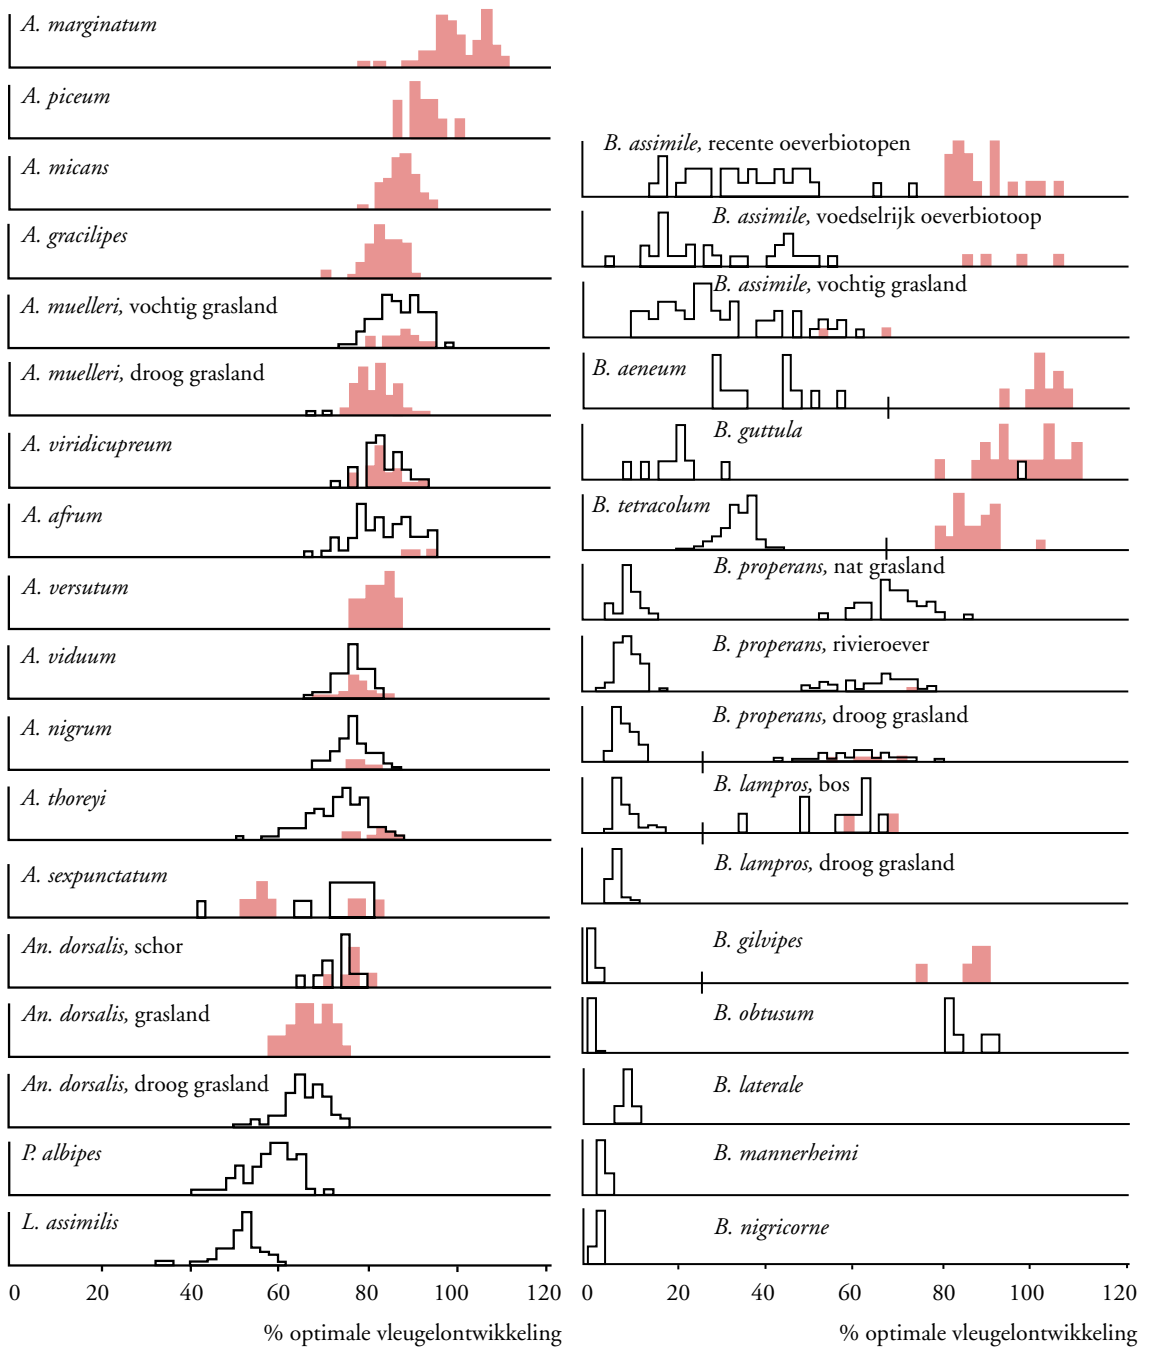 A. marginatum
A. piceum
A. micans
A. gracilipes
A. muelleri, vochtig grasland
A. muelleri, droog grasland
A. viridicupreum
A. afrum
A. versutum
A. viduum
A. nigrum
A. thoreyi
A. sexpunctatum
An. dorsalis, schor
An. dorsalis, grasland
An. dorsalis, droog grasland
P. albipes
L. assimilis
0 20 40 60 80 100 120
% optimale vleugelontwikkeling
B. assimile, recente oeverbiotopen
B. assimile, voedselrijk oeverbiotoop
B. assimile, vochtig grasland
B. aeneum
B. guttula
B. tetracolum
B. properans, nat grasland
B. properans, rivieroever
B. properans, droog grasland
B. lampros, bos
B. lampros, droog grasland
B. gilvipes
B. obtusum
B. laterale
B. mannerheimi
B. nigricorne
0 20 40 60 80 100 120
% optimale vleugelontwikkeling